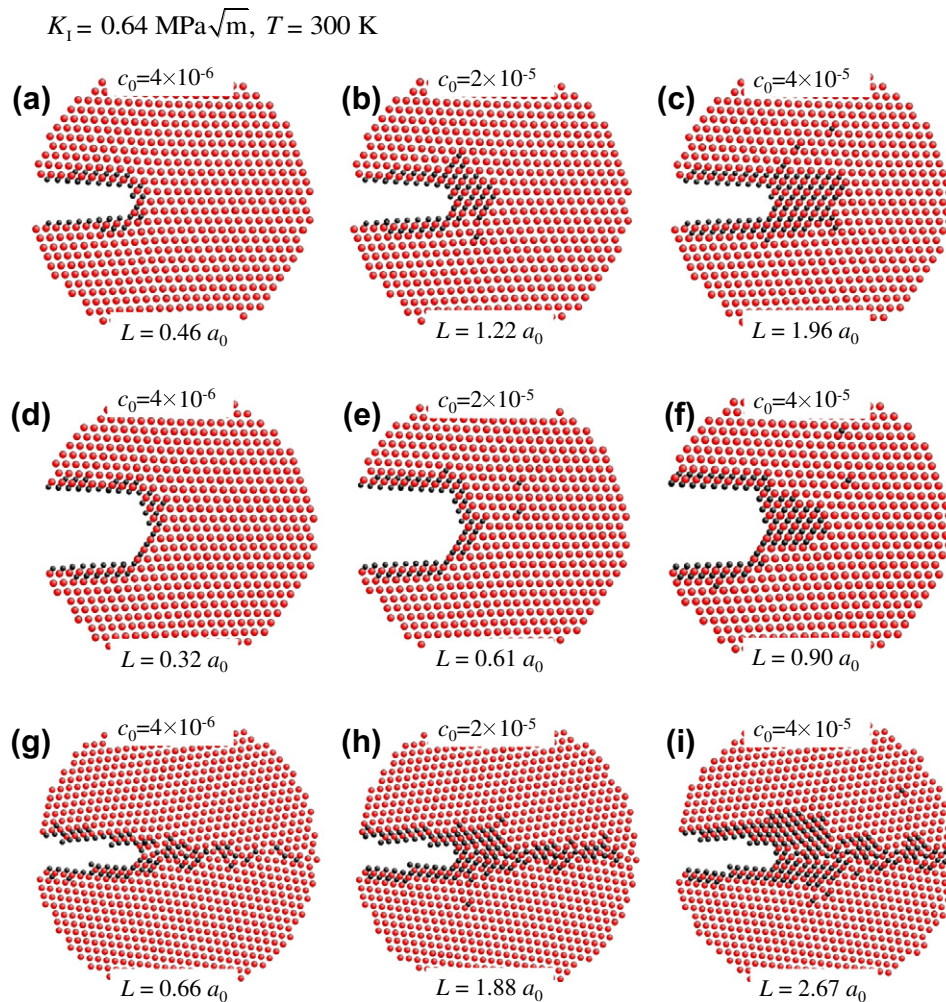 K_I = 0.64 MPa√m, T = 300 K
(a) c₀=4×10⁻⁶
(b) c₀=2×10⁻⁵
(c) c₀=4×10⁻⁵
L = 0.46 a₀
L = 1.22 a₀
L = 1.96 a₀
(d) c₀=4×10⁻⁶
(e) c₀=2×10⁻⁵
(f) c₀=4×10⁻⁵
L = 0.32 a₀
L = 0.61 a₀
L = 0.90 a₀
(g) c₀=4×10⁻⁶
(h) c₀=2×10⁻⁵
(i) c₀=4×10⁻⁵
L = 0.66 a₀
L = 1.88 a₀
L = 2.67 a₀